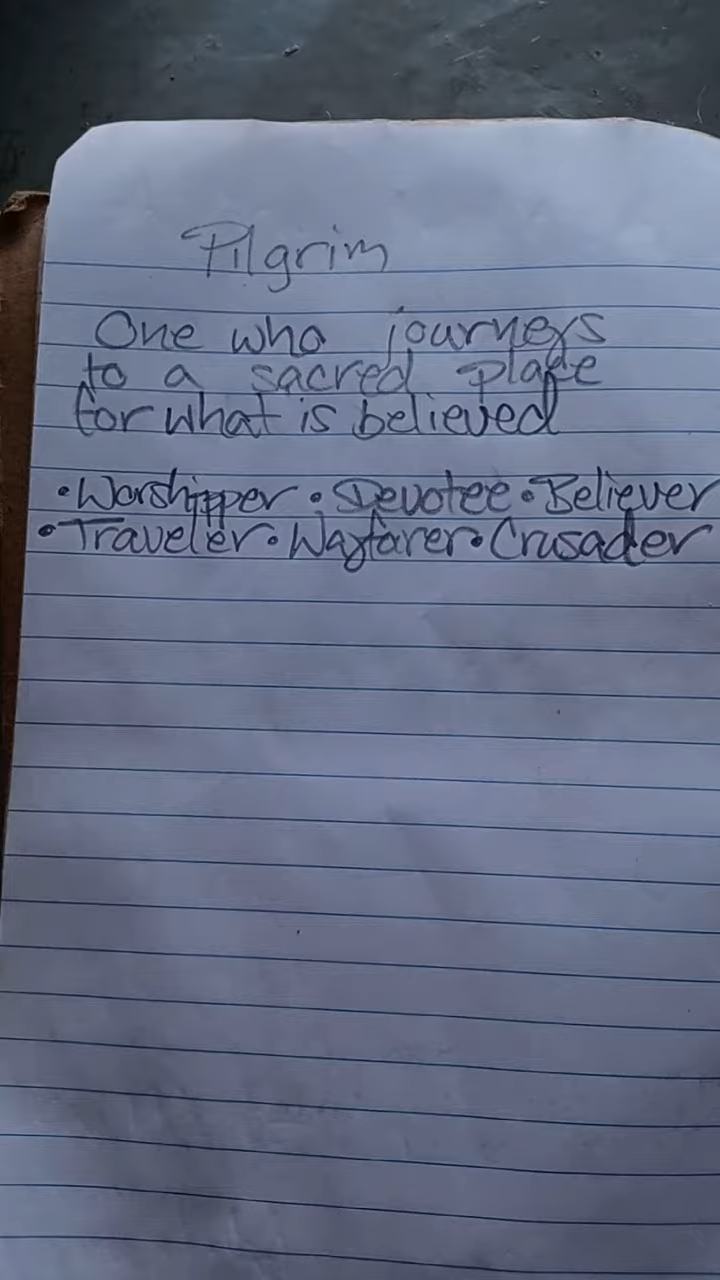 Pilgrim
One who journeys
to a sacred place
for what is believed
•Worshipper •Devotee •Believer
•Traveler •Wayfarer •Crusader